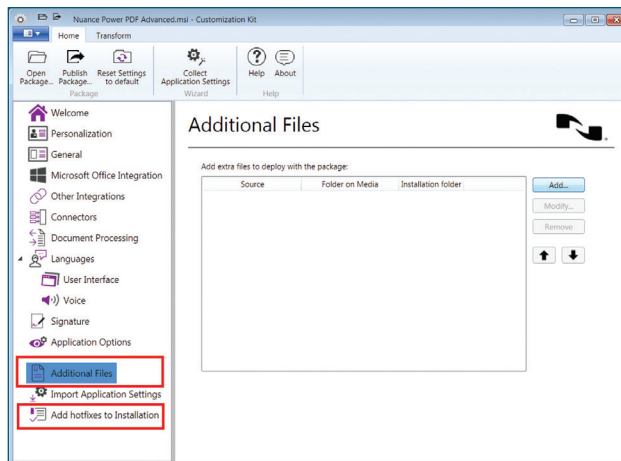 Nuance Power PDF Advanced.msi - Customization Kit
Home Transform
Open Package... Publish Package... Reset Settings to default Collect Application Settings Help About
Package Wizard Help
Welcome
Personalization
General
Microsoft Office Integration
Other Integrations
Connectors
Document Processing
Languages
User Interface
Voice
Signature
Application Options
Additional Files
Import Application Settings
Add hotfixes to Installation
Additional Files
Add extra files to deploy with the package:
Source Folder on Media Installation folder
Add...
Modify...
Remove